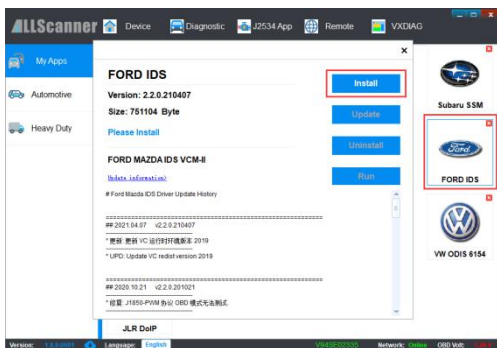 ALLScanner
Device
Diagnostic
J2534 App
Remote
VXDIAG
My Apps
Automotive
Heavy Duty
FORD IDS
Version: 2.2.0.210407
Size: 751104 Byte
Please Install
FORD MAZDA IDS VCM-II
Update information:
# Ford Mazda IDS Driver Update History
## 2021.04.07 v2.2.0.210407
* 更新: 更新 VC 运行时环境版本 2019
* UPD: Update VC redist version 2019
## 2020.10.21 v2.2.0.201021
* 修复: J1850-PWM 协议 OBD 模式无法测试.
Install
Update
Uninstall
Run
Subaru SSM
Ford
FORD IDS
VW ODIS 6154
JLR DoIP
Version:
Language: English
V94SE02335
Network: Online
OBD Volt: